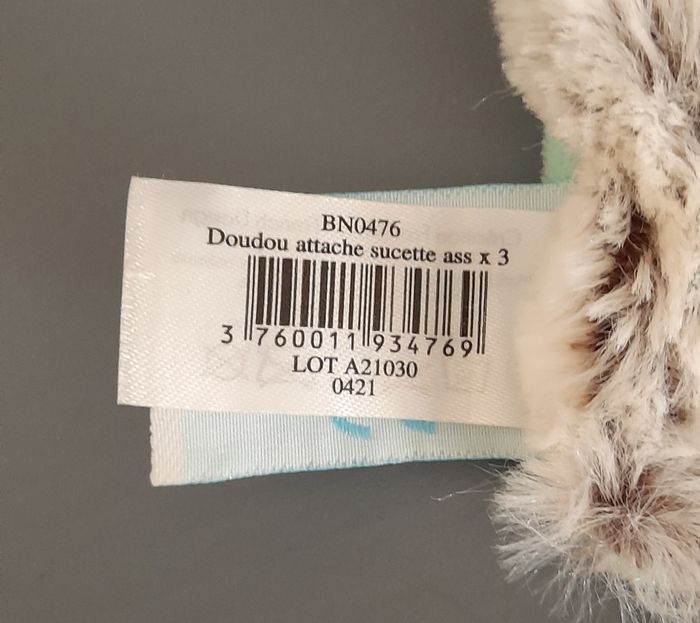 BN0476
Doudou attache sucette ass x 3
3 760011 934769
LOT A21030
0421